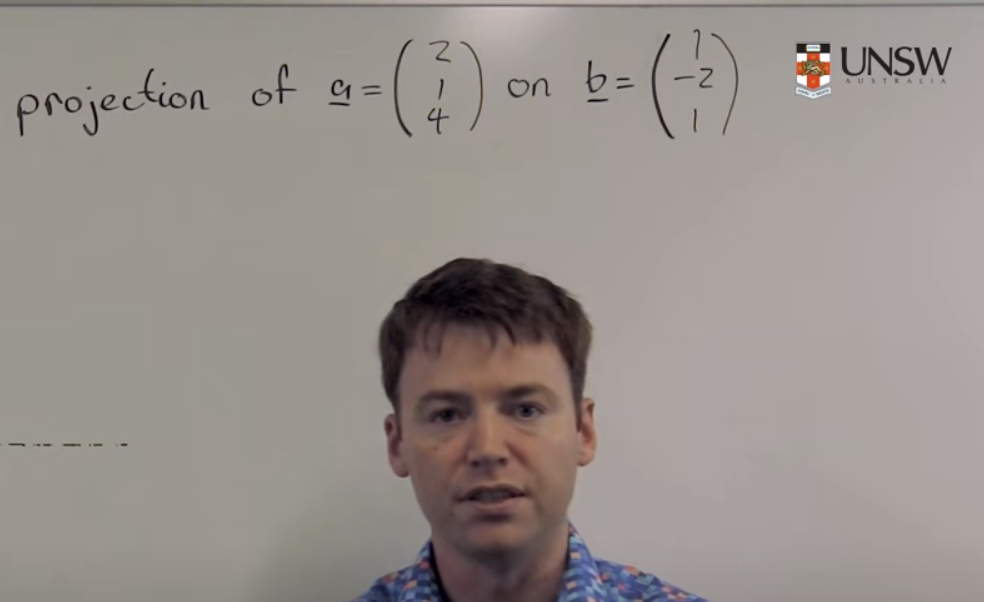 projection of a = (2 1 4) on b = (1 -2 1)
UNSW
AUSTRALIA